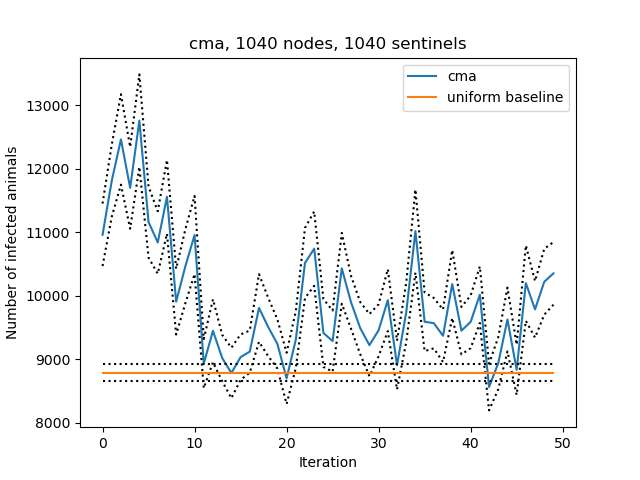 cma, 1040 nodes, 1040 sentinels
cma
uniform baseline
Number of infected animals
13000
12000
11000
10000
9000
8000
0 10 20 30 40 50
Iteration